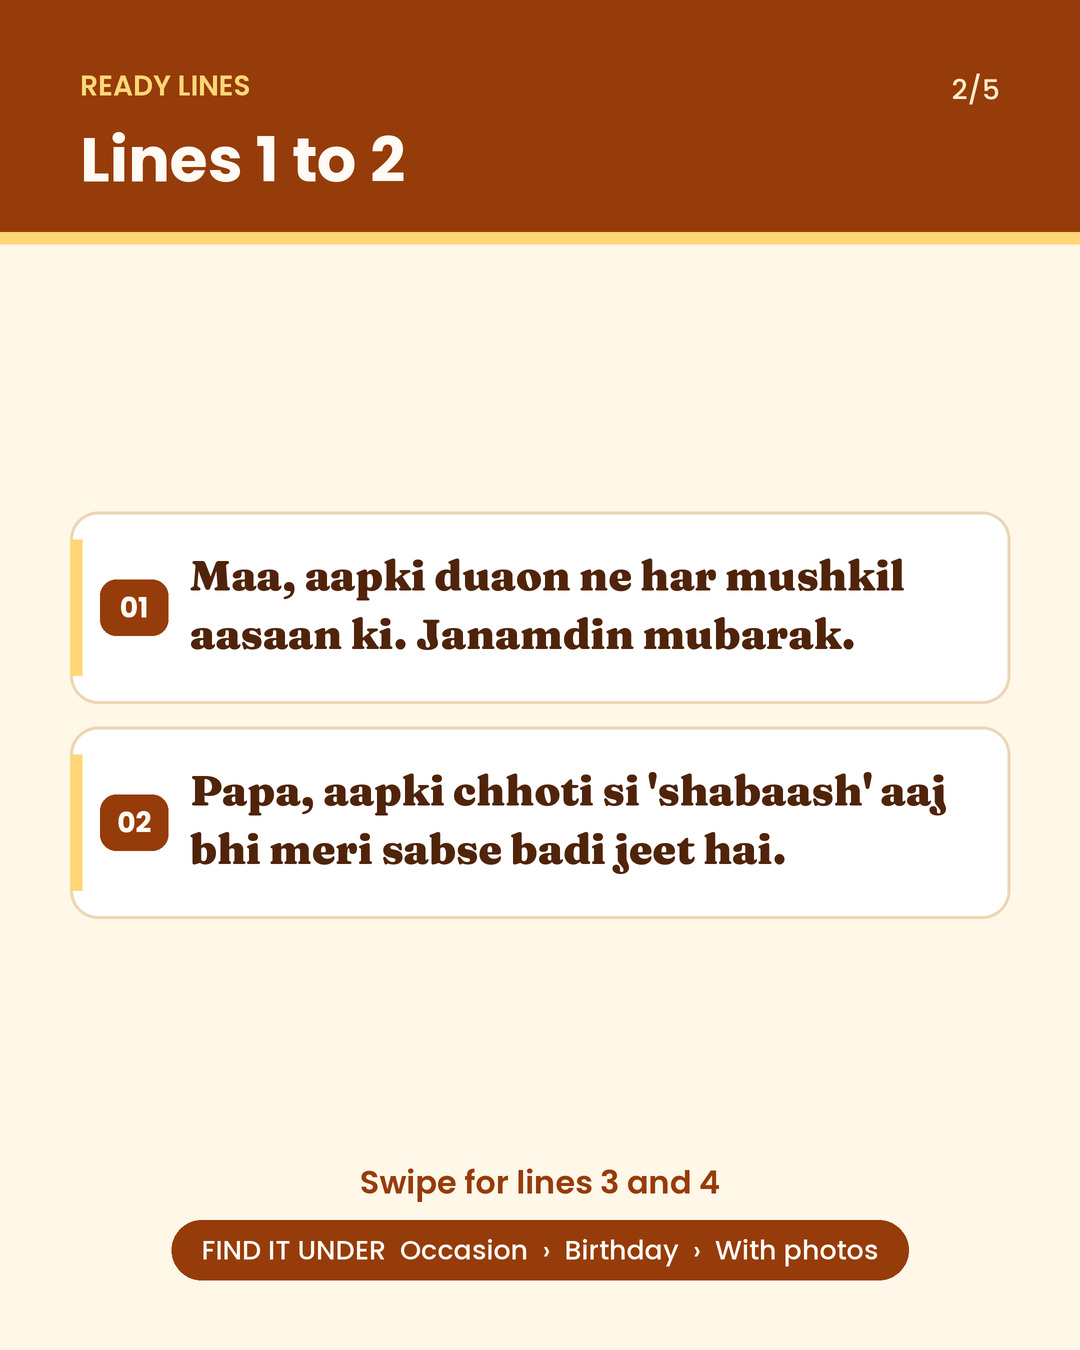 READY LINES
2/5
Lines 1 to 2
01
Maa, aapki duaon ne har mushkil
aasaan ki. Janamdin mubarak.
02
Papa, aapki chhoti si 'shabaash' aaj
bhi meri sabse badi jeet hai.
Swipe for lines 3 and 4
FIND IT UNDER Occasion › Birthday › With photos